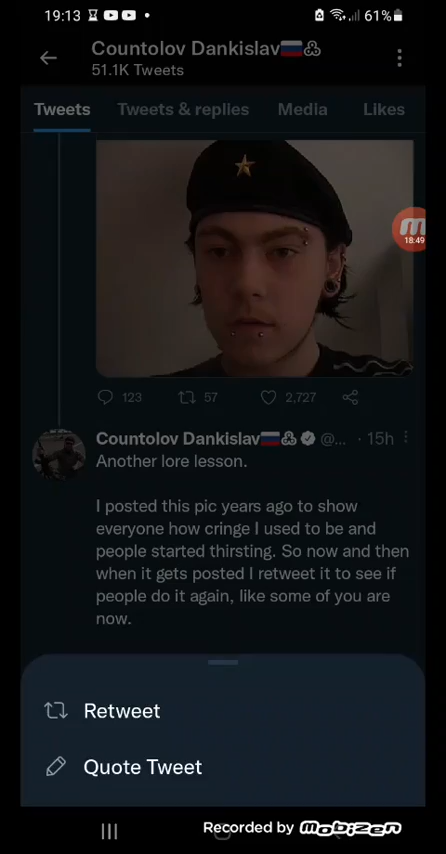 19:13
61%
Countolov Dankislav
51.1K Tweets
Tweets Tweets & replies Media Likes
18:49
123 57 2,727
Countolov Dankislav @... · 15h
Another lore lesson.
I posted this pic years ago to show
everyone how cringe I used to be and
people started thirsting. So now and then
when it gets posted I retweet it to see if
people do it again, like some of you are
now.
Retweet
Quote Tweet
Recorded by Mobizen